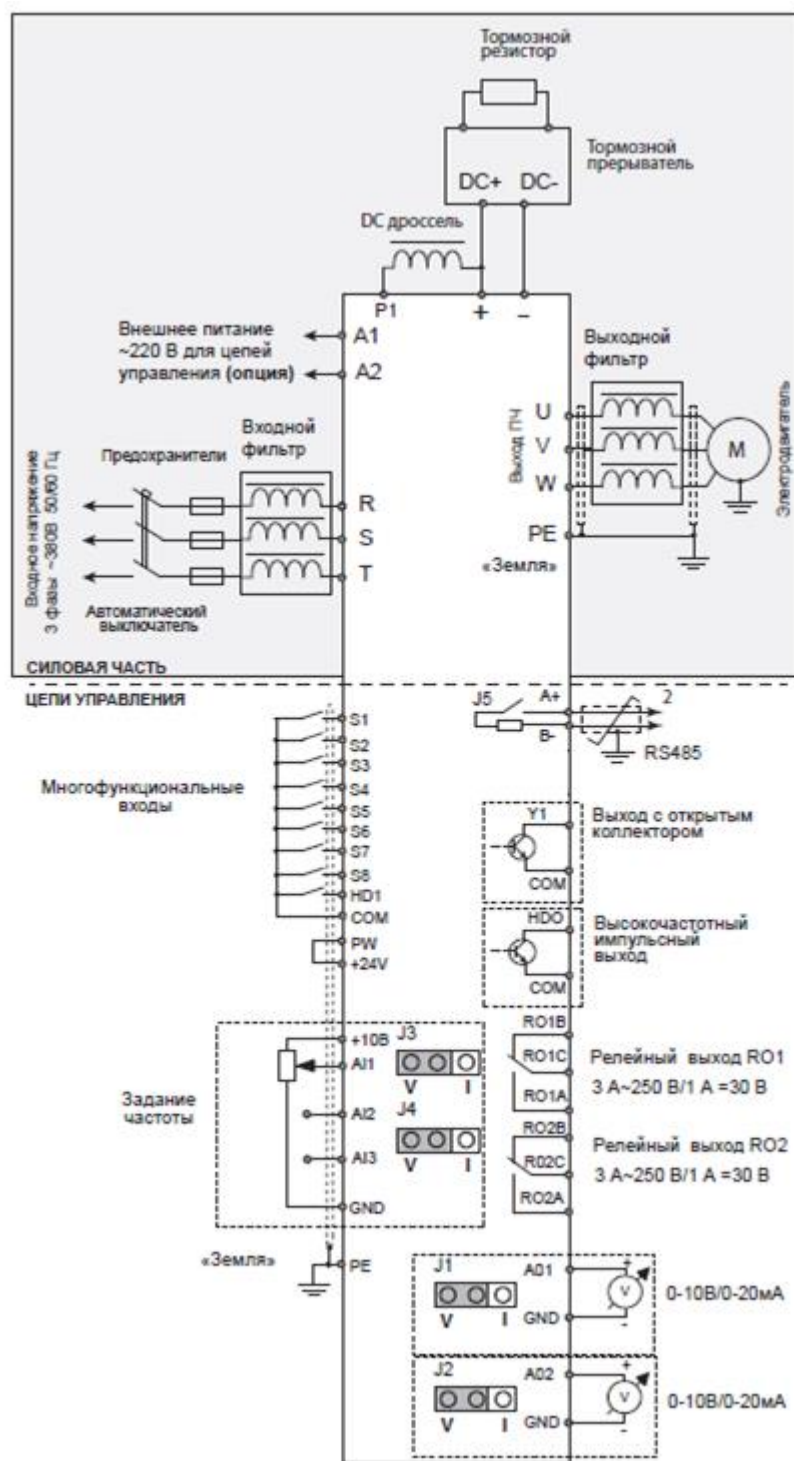 Тормозной
резистор
Тормозной
прерыватель
DC+ DC-
DC дроссель
P1 + -
Внешнее питание
~220 В для цепей
управления (опция)
A1
A2
Выходной
фильтр
Выход ПЧ
U
V
W
M
Электродвигатель
Входное напряжение
3 фазы ~380В 50/60 Гц
Предохранители
Входной
фильтр
R
S
T
PE
«Земля»
Автоматический
выключатель
СИЛОВАЯ ЧАСТЬ
ЦЕПИ УПРАВЛЕНИЯ
J5
A+
B-
2
RS485
S1
S2
S3
S4
S5
S6
S7
S8
HD1
COM
PW
+24V
Многофункциональные
входы
Y1
COM
Выход с открытым
коллектором
HDO
COM
Высокочастотный
импульсный
выход
Задание
частоты
+10В
AI1
AI2
AI3
GND
J3
V I
J4
V I
RO1B
RO1C
RO1A
Релейный выход RO1
3 А~250 В/1 А =30 В
RO2B
R02C
RO2A
Релейный выход RO2
3 А~250 В/1 А =30 В
«Земля»
PE
J1
V I
A01
GND
+
V
-
0-10В/0-20мА
J2
V I
A02
GND
+
V
-
0-10В/0-20мА